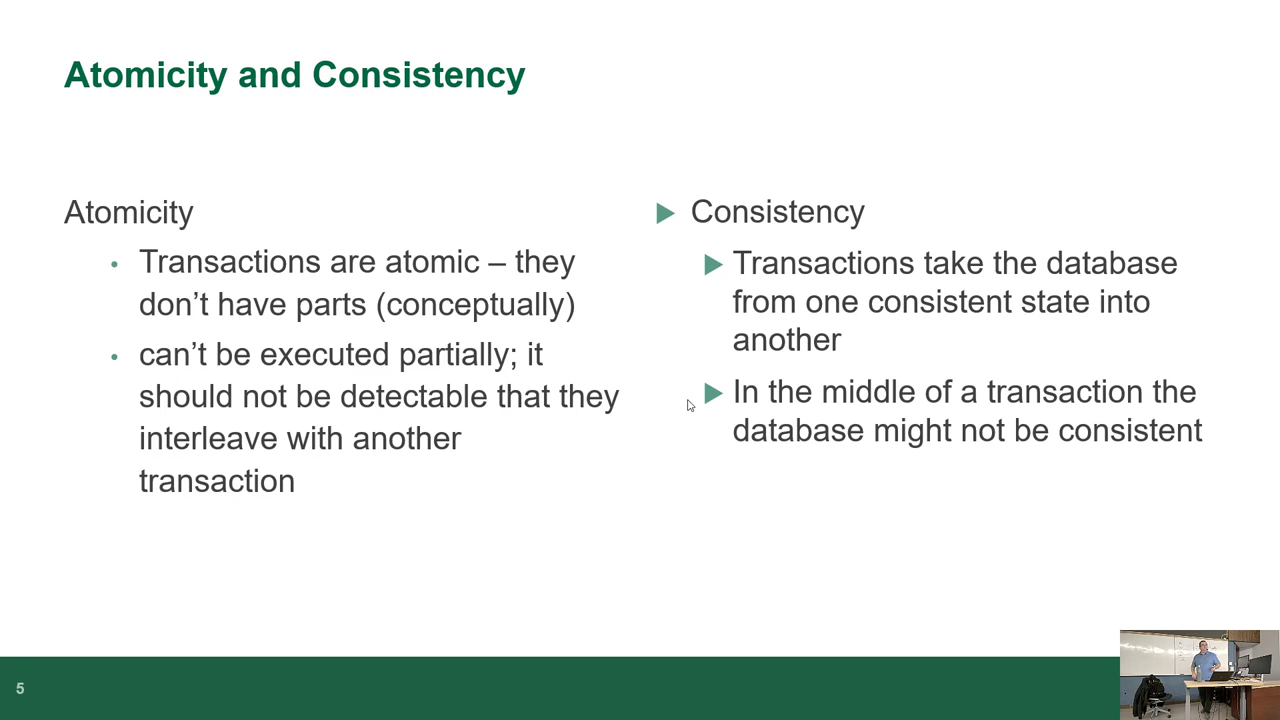 Atomicity and Consistency
Atomicity
• Transactions are atomic – they
don’t have parts (conceptually)
• can’t be executed partially; it
should not be detectable that they
interleave with another
transaction
Consistency
Transactions take the database
from one consistent state into
another
In the middle of a transaction the
database might not be consistent
5